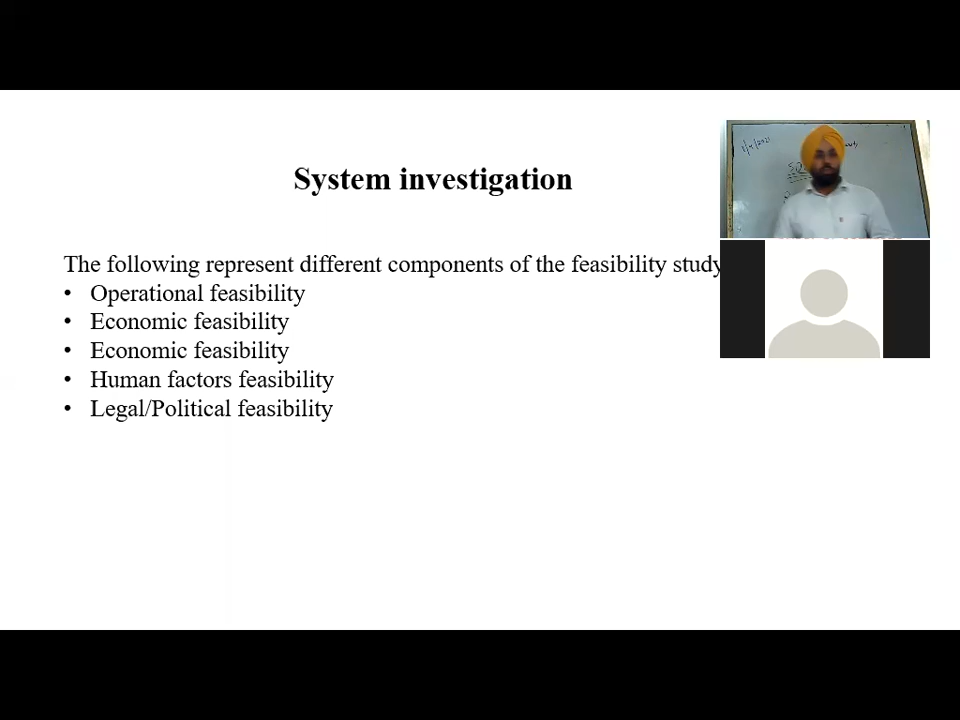 System investigation
The following represent different components of the feasibility study
• Operational feasibility
• Economic feasibility
• Economic feasibility
• Human factors feasibility
• Legal/Political feasibility